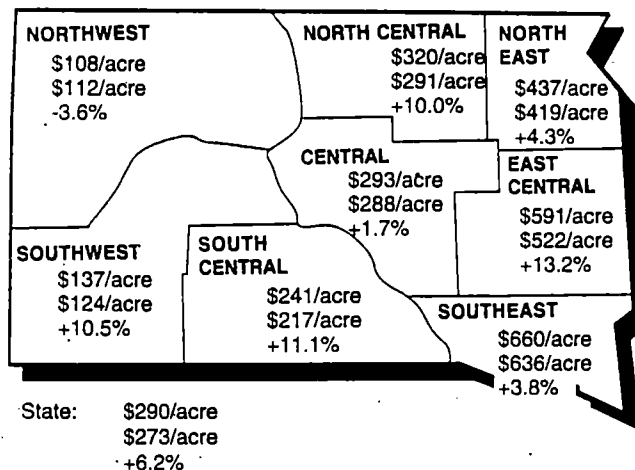 NORTHWEST
$108/acre
$112/acre
-3.6%
NORTH CENTRAL
$320/acre
$291/acre
+10.0%
NORTH
EAST
$437/acre
$419/acre
+4.3%
CENTRAL
$293/acre
$288/acre
+1.7%
EAST
CENTRAL
$591/acre
$522/acre
+13.2%
SOUTHWEST
$137/acre
$124/acre
+10.5%
SOUTH
CENTRAL
$241/acre
$217/acre
+11.1%
SOUTHEAST
$660/acre
$636/acre
+3.8%
State: $290/acre
$273/acre
+6.2%